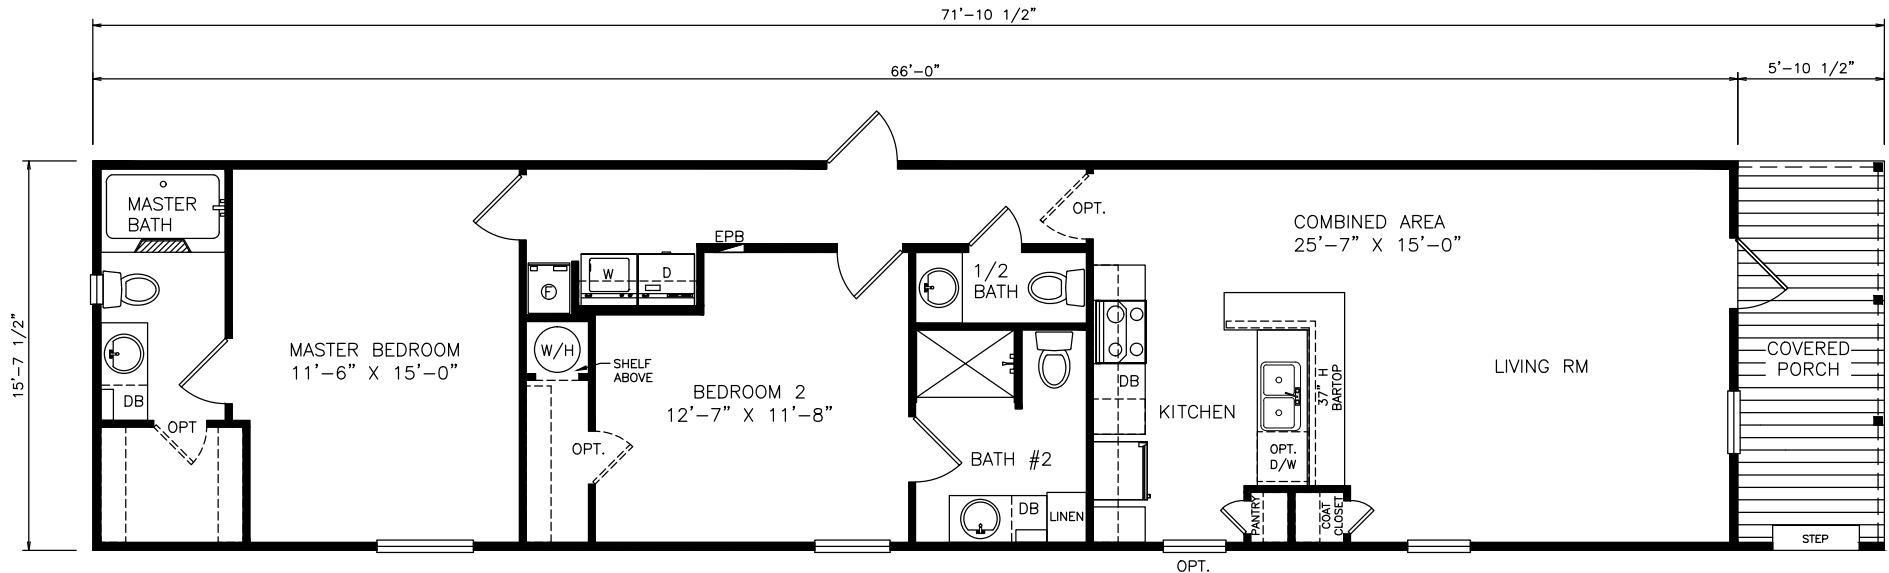 71'-10 1/2"
66'-0"
5'-10 1/2"
15'-7 1/2"
MASTER
BATH
DB
OPT
MASTER BEDROOM
11'-6" X 15'-0"
F
W
D
EPB
W/H
SHELF
ABOVE
OPT.
BEDROOM 2
12'-7" X 11'-8"
1/2
BATH
OPT.
BATH #2
DB
LINEN
COMBINED AREA
25'-7" X 15'-0"
DB
KITCHEN
37" H
BARTOP
OPT.
D/W
PANTRY
COAT
CLOSET
OPT.
LIVING RM
COVERED
PORCH
STEP